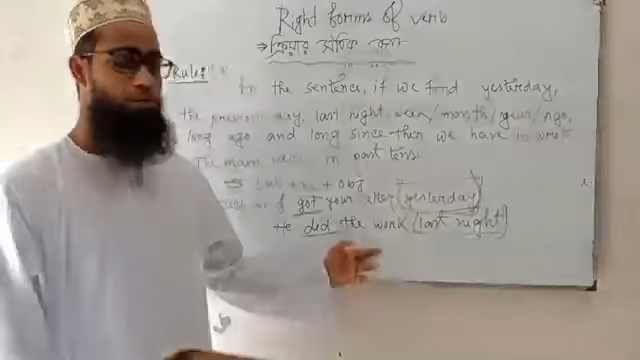 Right forms of verb
→ ক্রিয়ার সঠিক রূপ
Rule: In the sentence, if we find yesterday,
the previous day, last night, week/month/year/ago,
long ago and long since then we have to write
The main verb in past tense.
Sub + + obj
I got your letter (yesterday)
He did the work (last night)